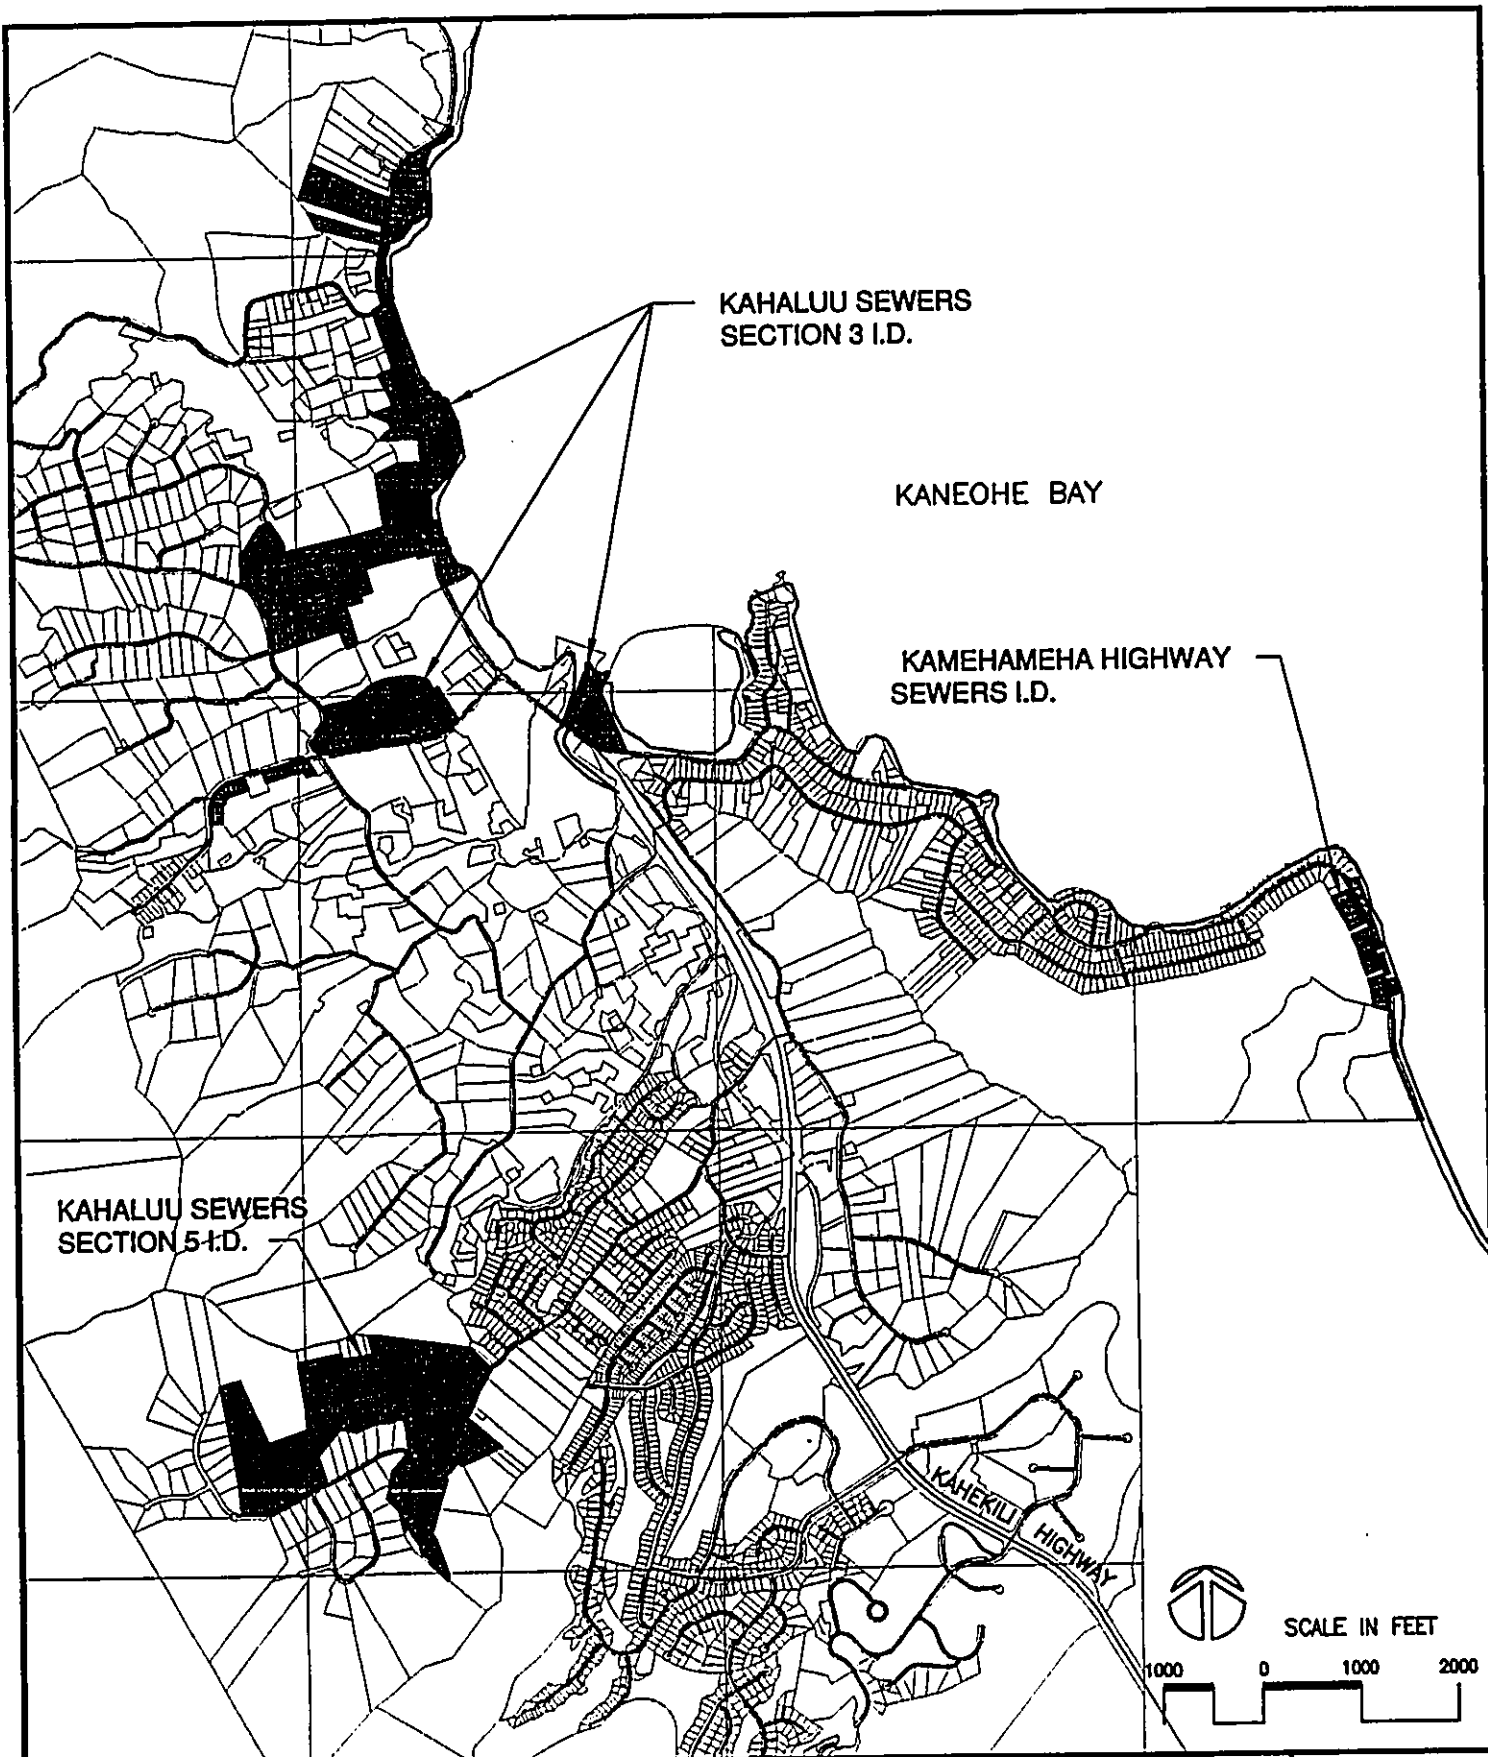 KAHALUU SEWERS
SECTION 3 I.D.
KANEOHE BAY
KAMEHAMEHA HIGHWAY
SEWERS I.D.
KAHALUU SEWERS
SECTION 5 I.D.
KAHEKILI HIGHWAY
SCALE IN FEET
1000 0 1000 2000